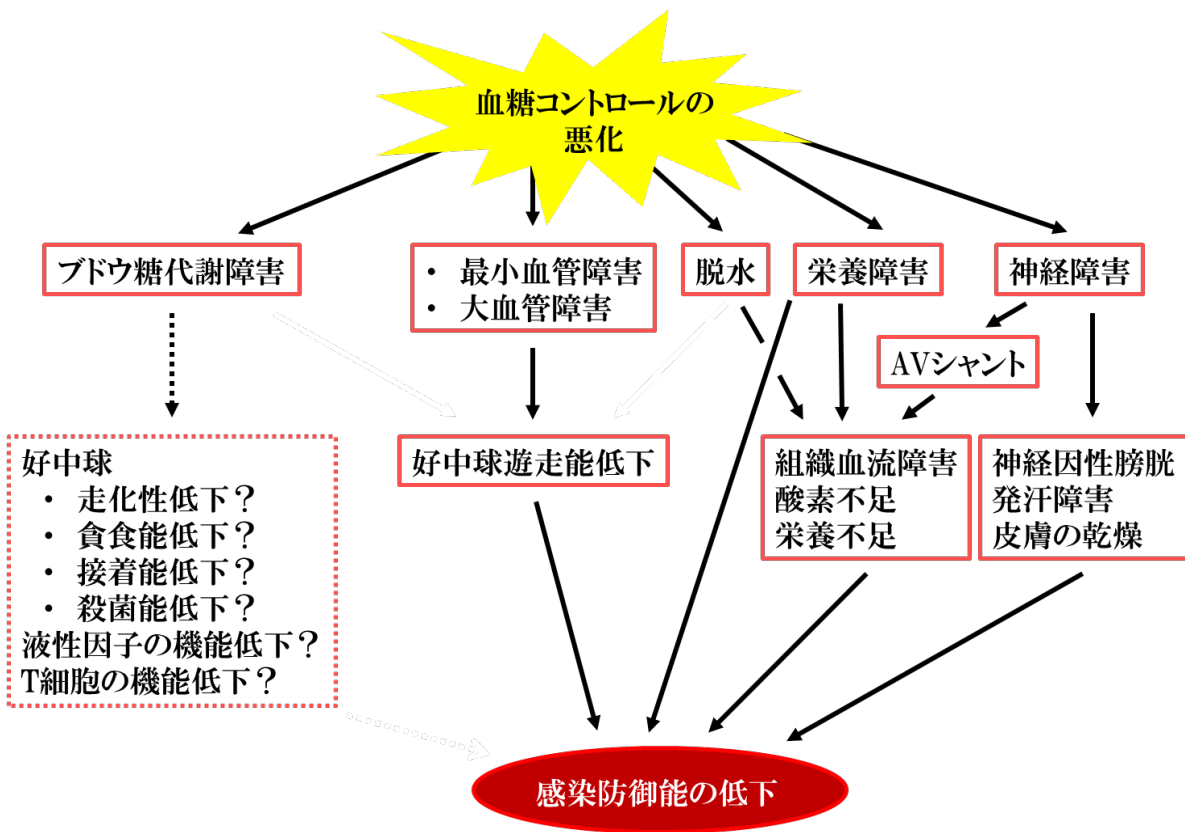 血糖コントロールの
悪化
ブドウ糖代謝障害
・ 最小血管障害
・ 大血管障害
脱水
栄養障害
神経障害
AVシャント
好中球
・ 走化性低下？
・ 貪食能低下？
・ 接着能低下？
・ 殺菌能低下？
液性因子の機能低下？
T細胞の機能低下？
好中球遊走能低下
組織血流障害
酸素不足
栄養不足
神経因性膀胱
発汗障害
皮膚の乾燥
感染防御能の低下